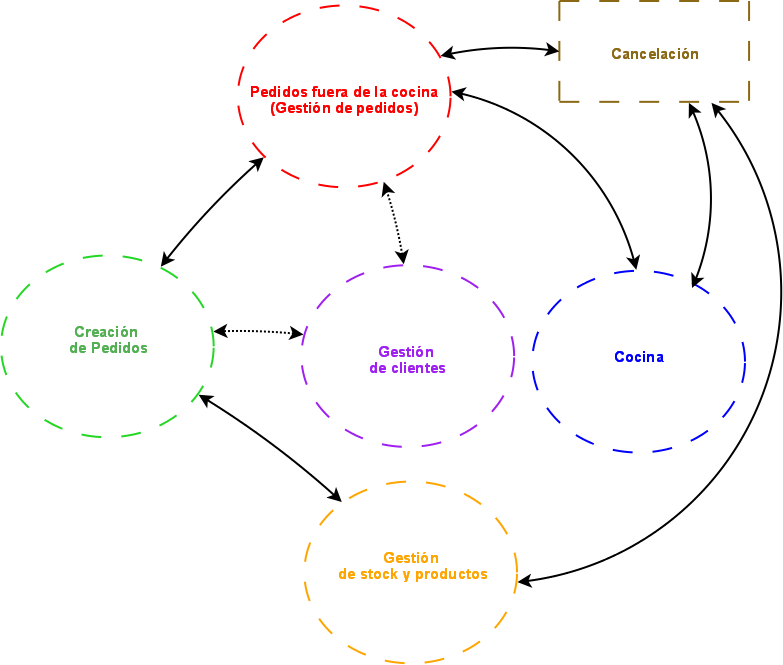 Cancelación
Pedidos fuera de la cocina
(Gestión de pedidos)
Creación
de Pedidos
Gestión
de clientes
Cocina
Gestión
de stock y productos